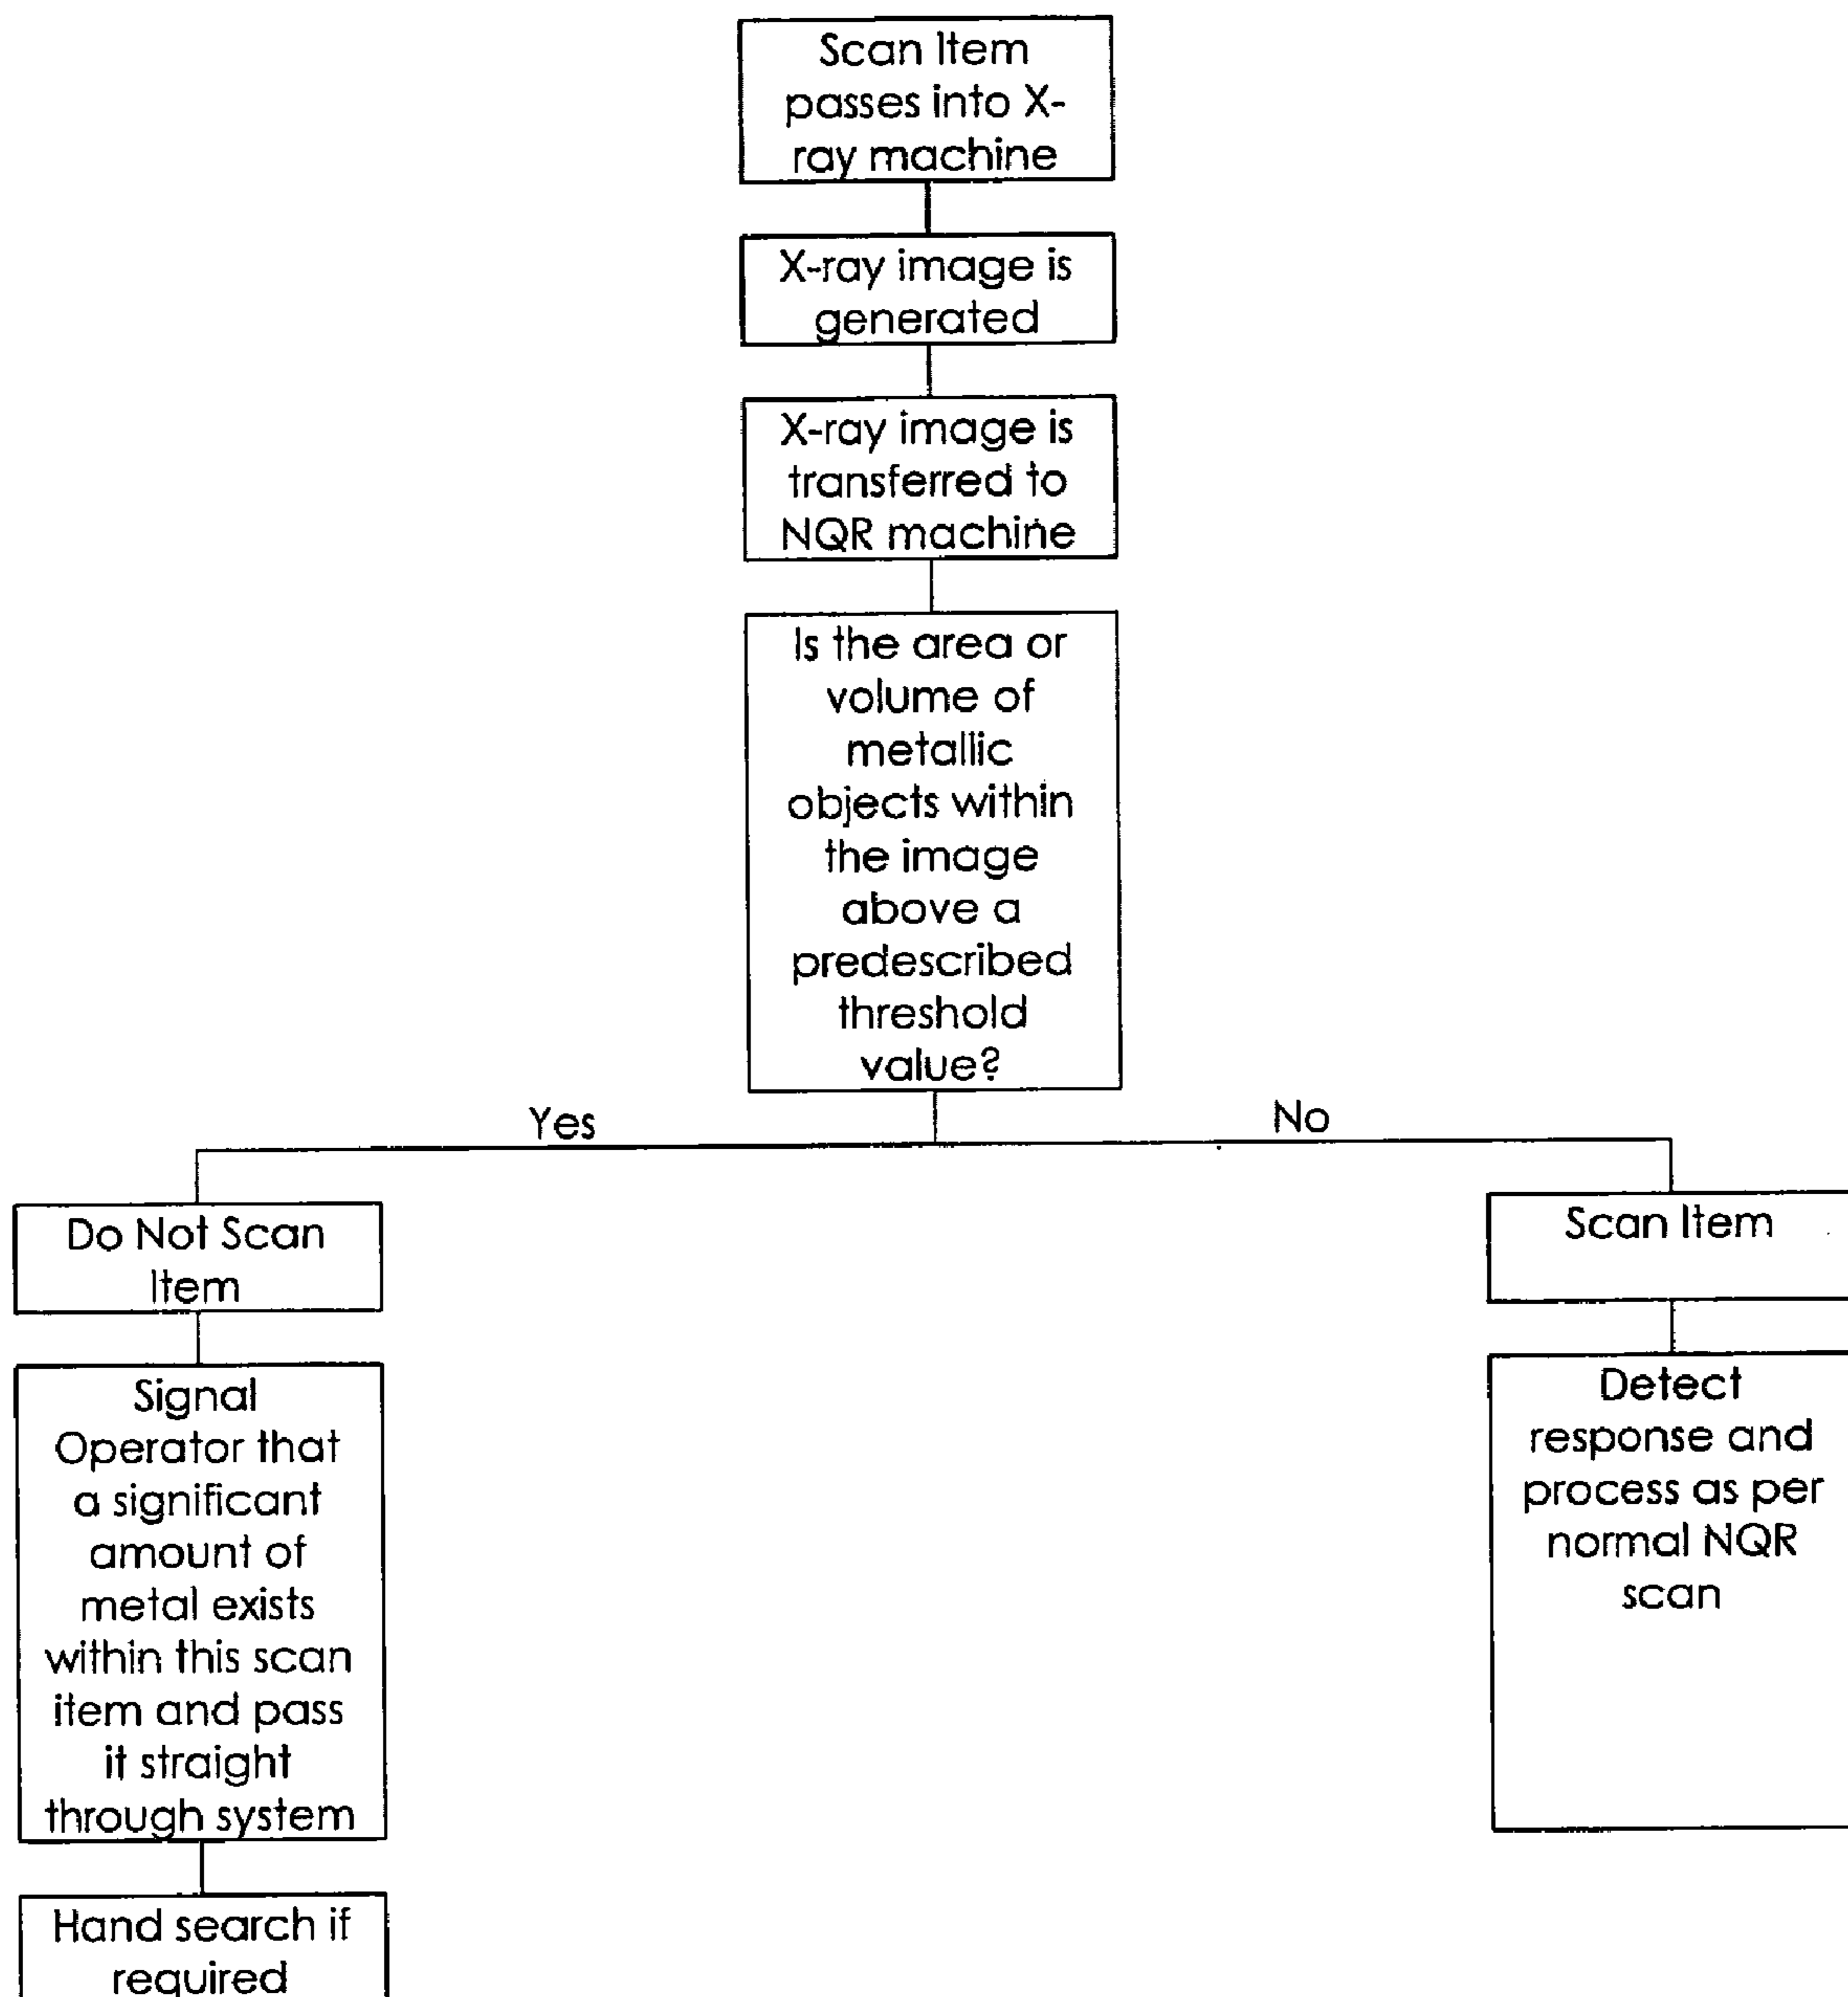 Scan Item
passes into X-
ray machine
X-ray image is
generated
X-ray image is
transferred to
NQR machine
Is the area or
volume of
metallic
objects within
the image
above a
predescribed
threshold
value?
Yes
No
Do Not Scan
Item
Signal
Operator that
a significant
amount of
metal exists
within this scan
item and pass
it straight
through system
Hand search if
required
Scan Item
Detect
response and
process as per
normal NQR
scan